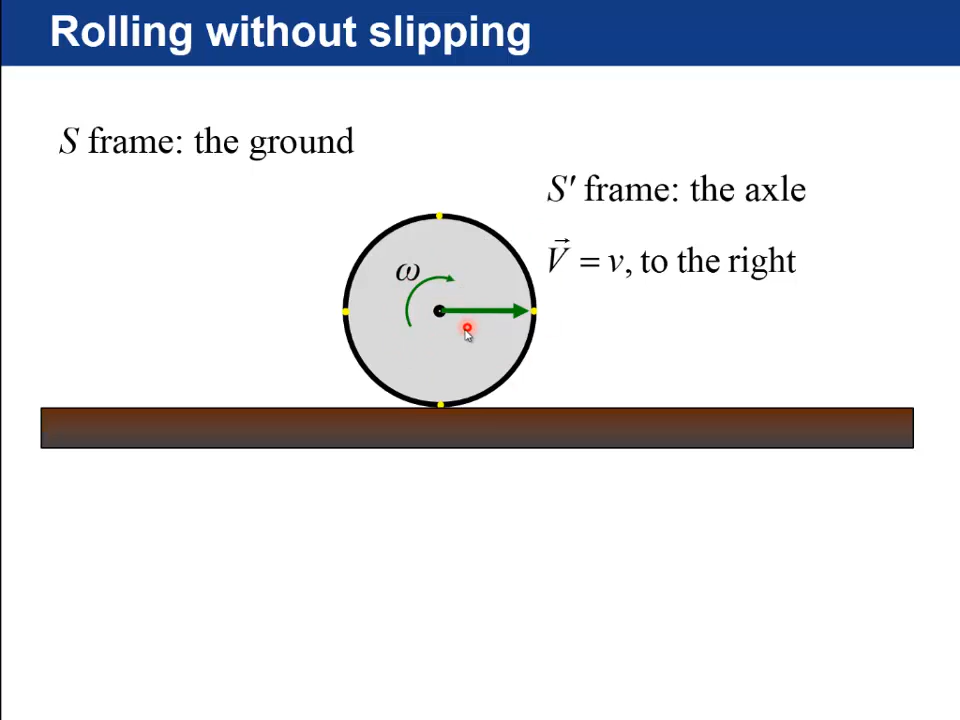 Rolling without slipping
S frame: the ground
S′ frame: the axle
V⃗ = v, to the right
ω